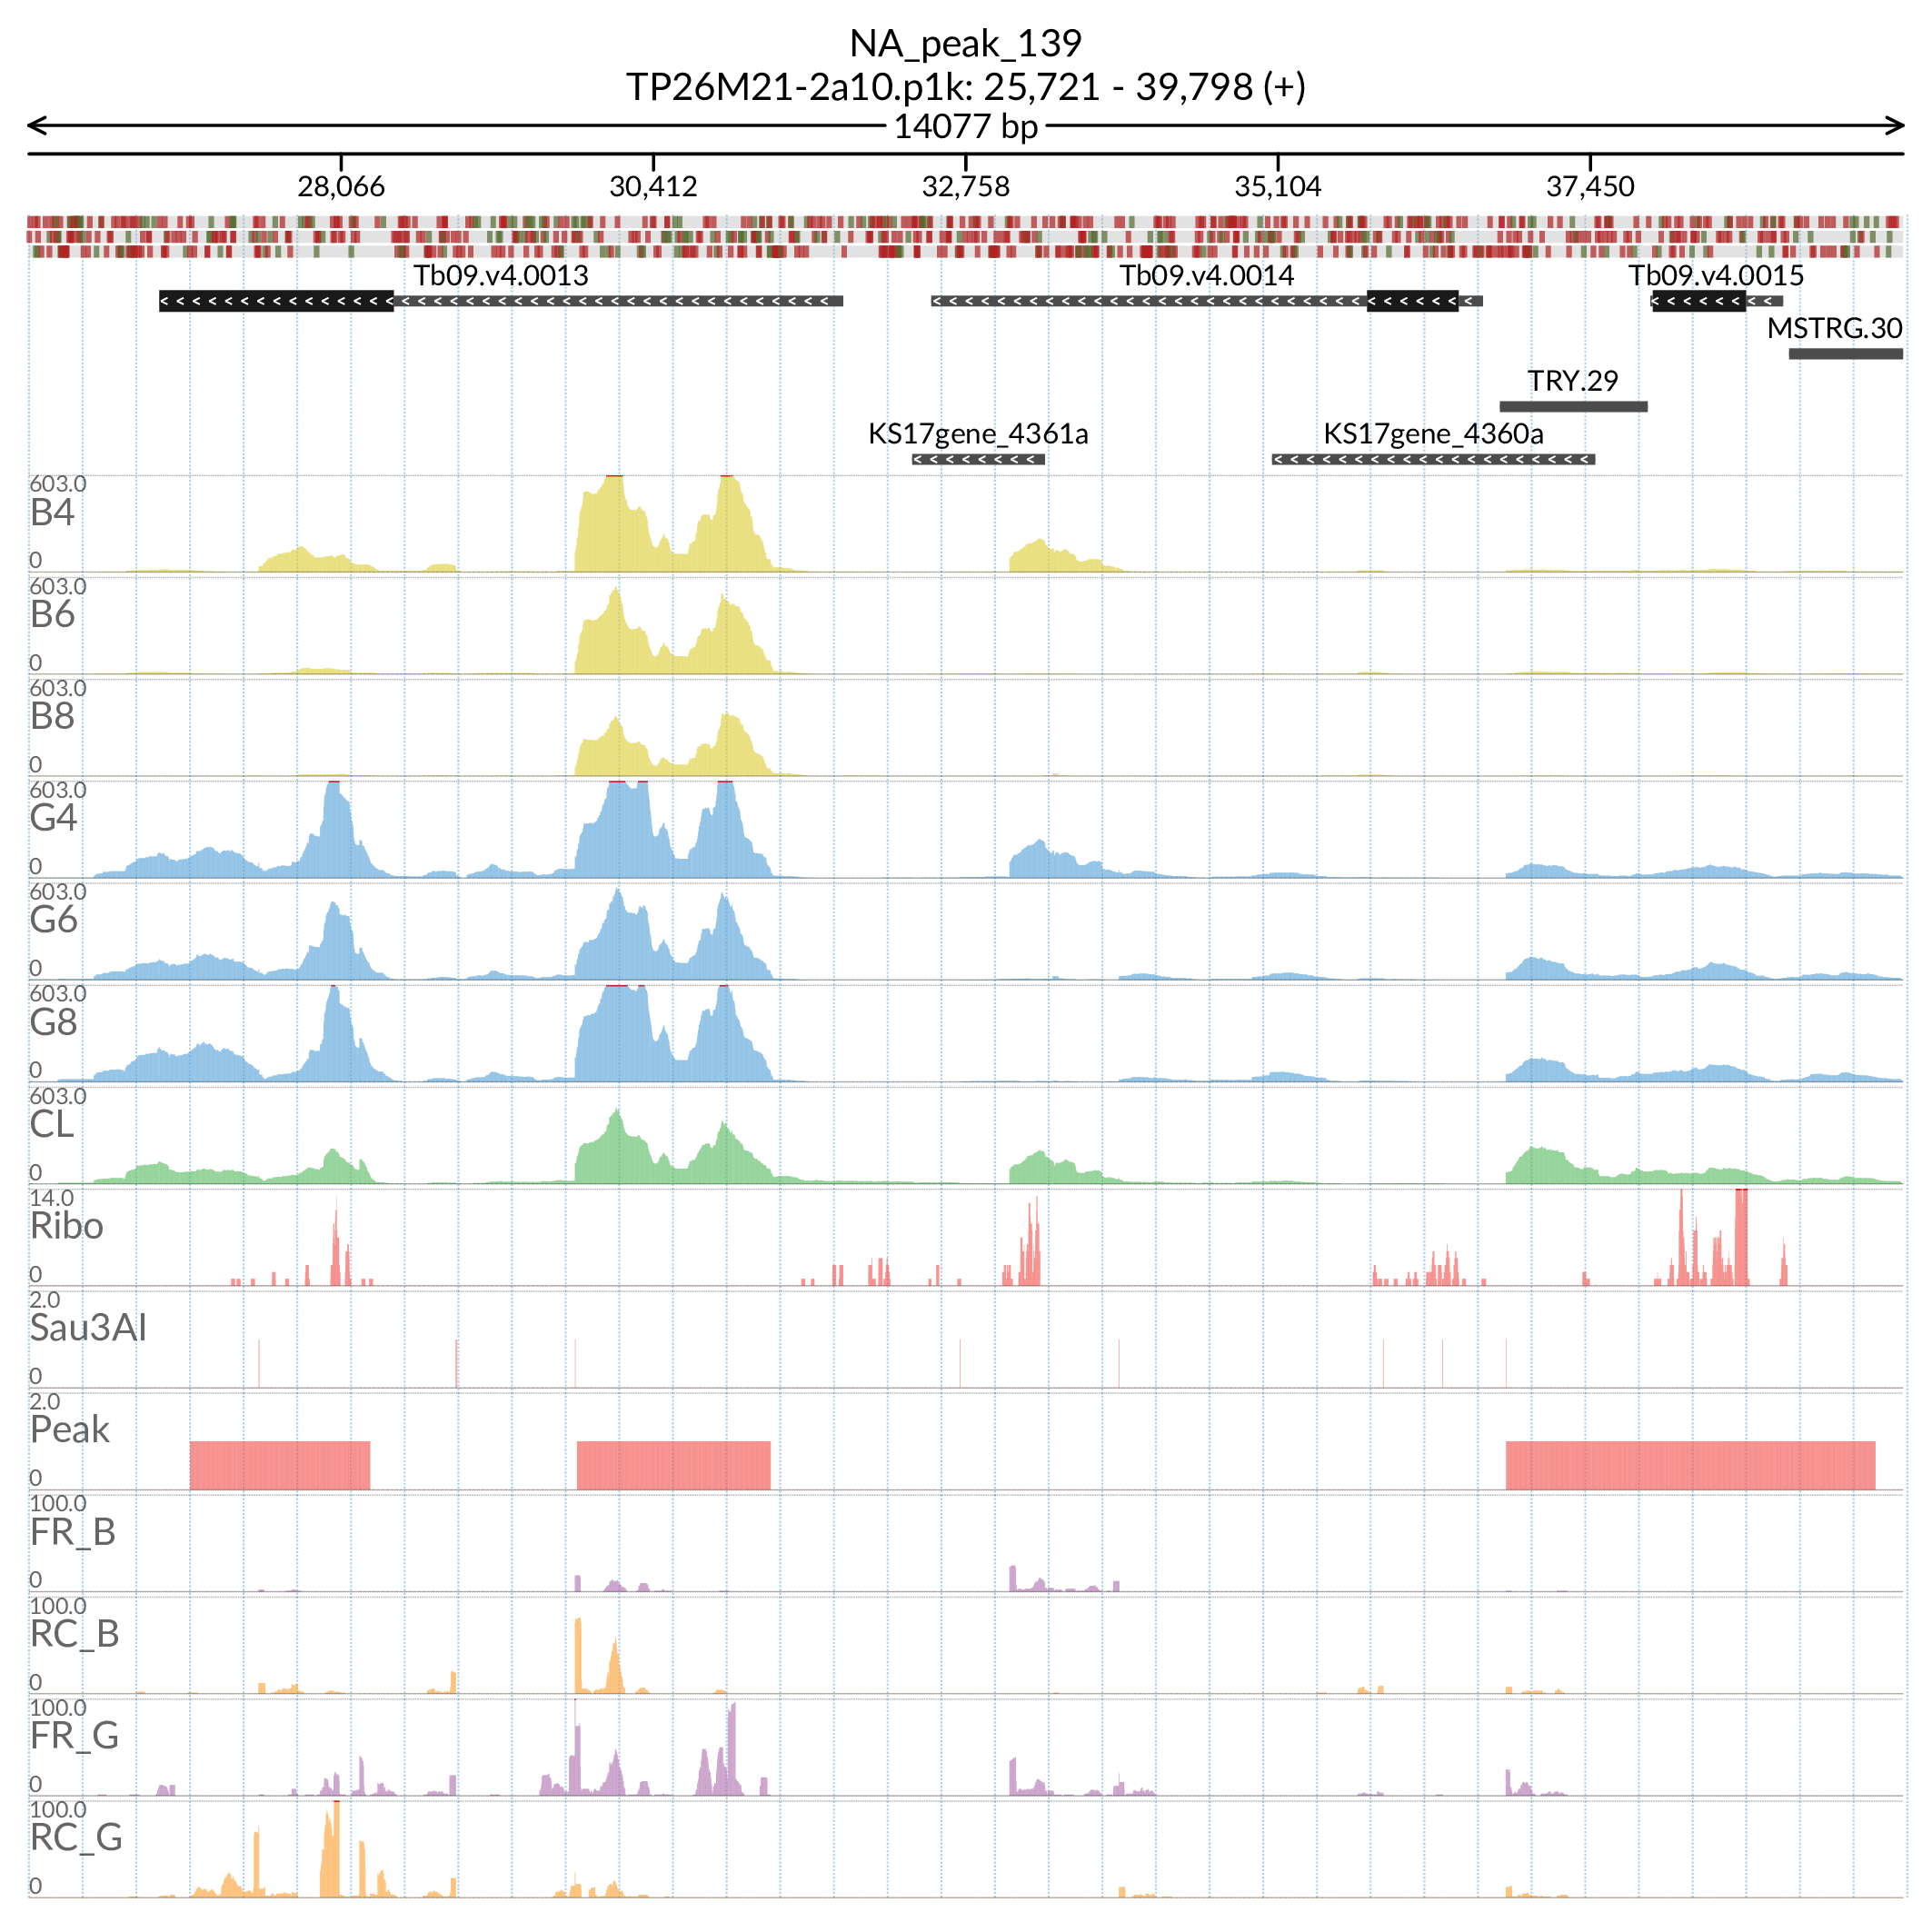 NA_peak_139
TP26M21-2a10.p1k: 25,721 - 39,798 (+)
14077 bp
28,066 30,412 32,758 35,104 37,450
Tb09.v4.0013 Tb09.v4.0014 Tb09.v4.0015
MSTRG.30
TRY.29
KS17gene_4361a KS17gene_4360a
603.0
B4
0
603.0
B6
0
603.0
B8
0
603.0
G4
0
603.0
G6
0
603.0
G8
0
603.0
CL
0
14.0
Ribo
0
2.0
Sau3AI
0
2.0
Peak
0
100.0
FR_B
0
100.0
RC_B
0
100.0
FR_G
0
100.0
RC_G
0